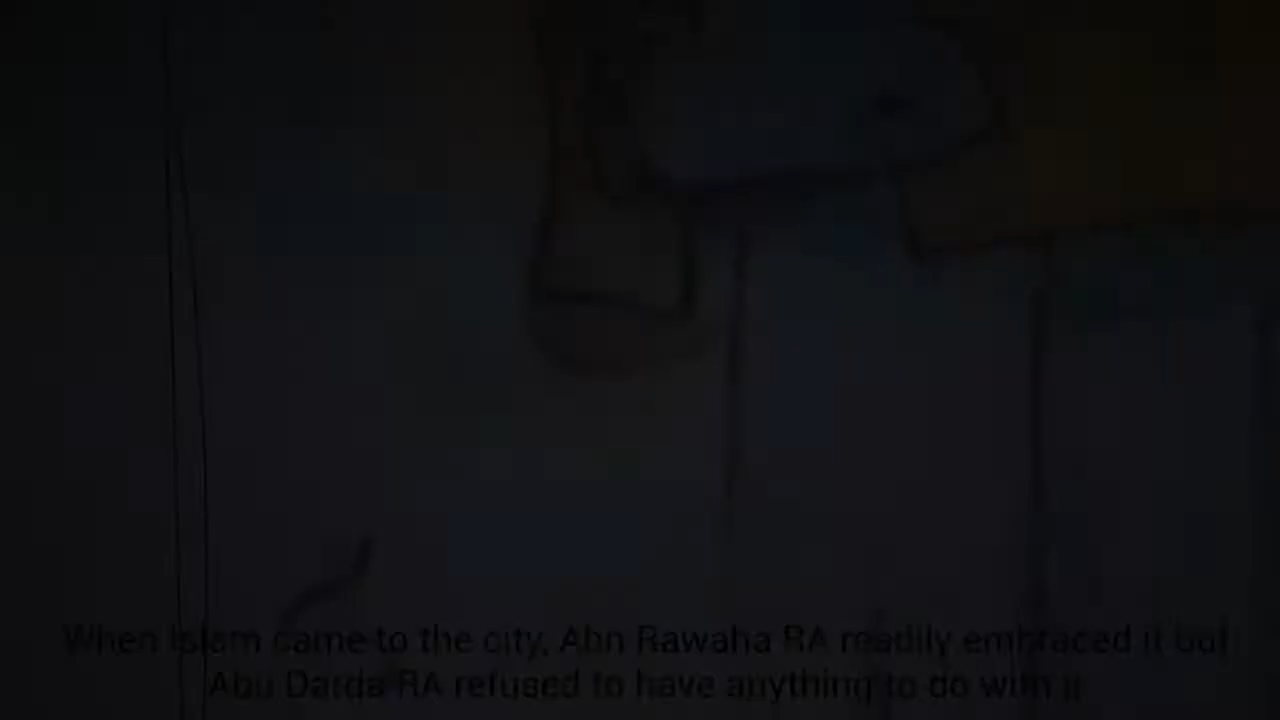 When Islam came to the city, Abn Rawaha RA readily embraced it but
Abu Darda RA refused to have anything to do with it